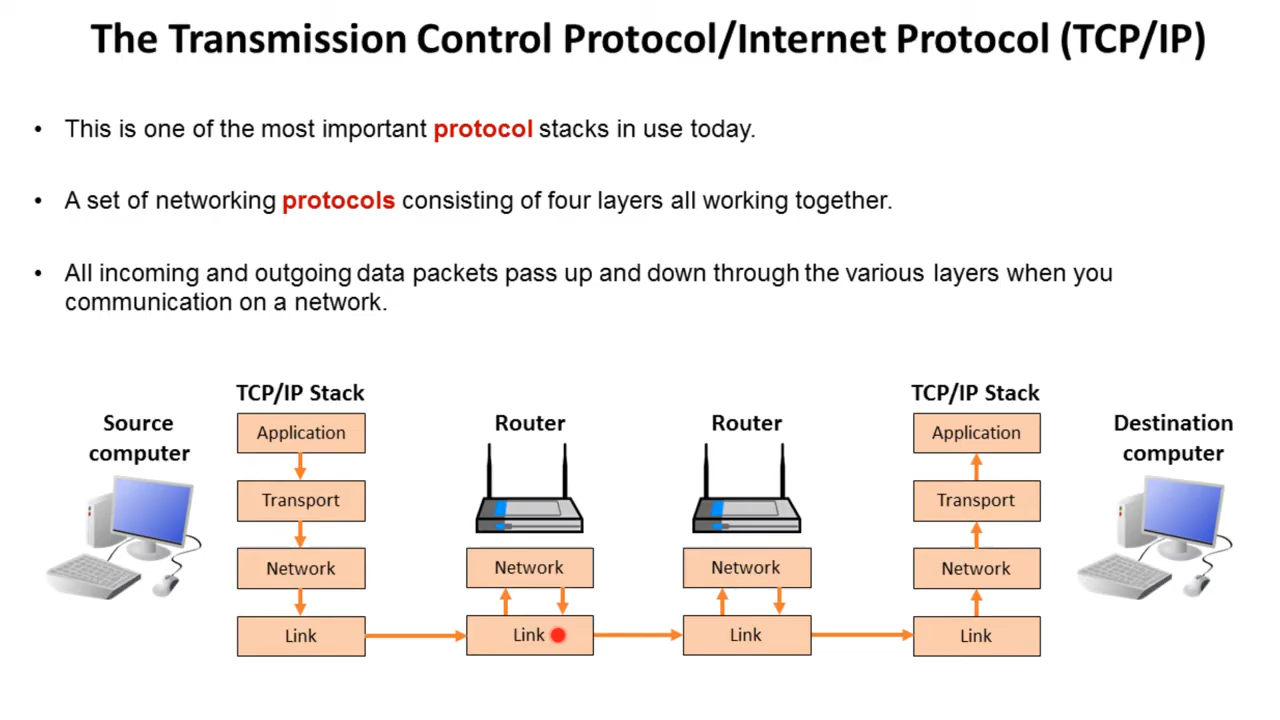 The Transmission Control Protocol/Internet Protocol (TCP/IP)
• This is one of the most important protocol stacks in use today.
• A set of networking protocols consisting of four layers all working together.
• All incoming and outgoing data packets pass up and down through the various layers when you
communication on a network.
Source
computer
TCP/IP Stack
Application
Transport
Network
Link
Router
Network
Link
Router
Network
Link
TCP/IP Stack
Application
Transport
Network
Link
Destination
computer